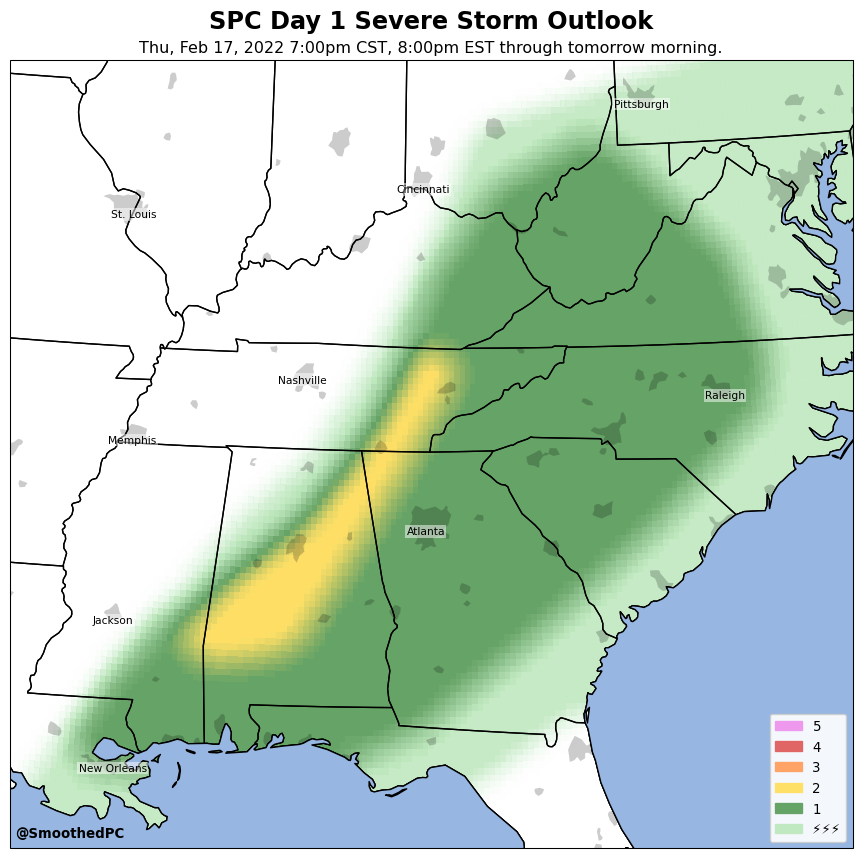 SPC Day 1 Severe Storm Outlook
Thu, Feb 17, 2022 7:00pm CST, 8:00pm EST through tomorrow morning.
Pittsburgh
Cincinnati
St. Louis
Nashville
Raleigh
Memphis
Atlanta
Jackson
New Orleans
5
4
3
2
1
⚡⚡⚡
@SmoothedPC